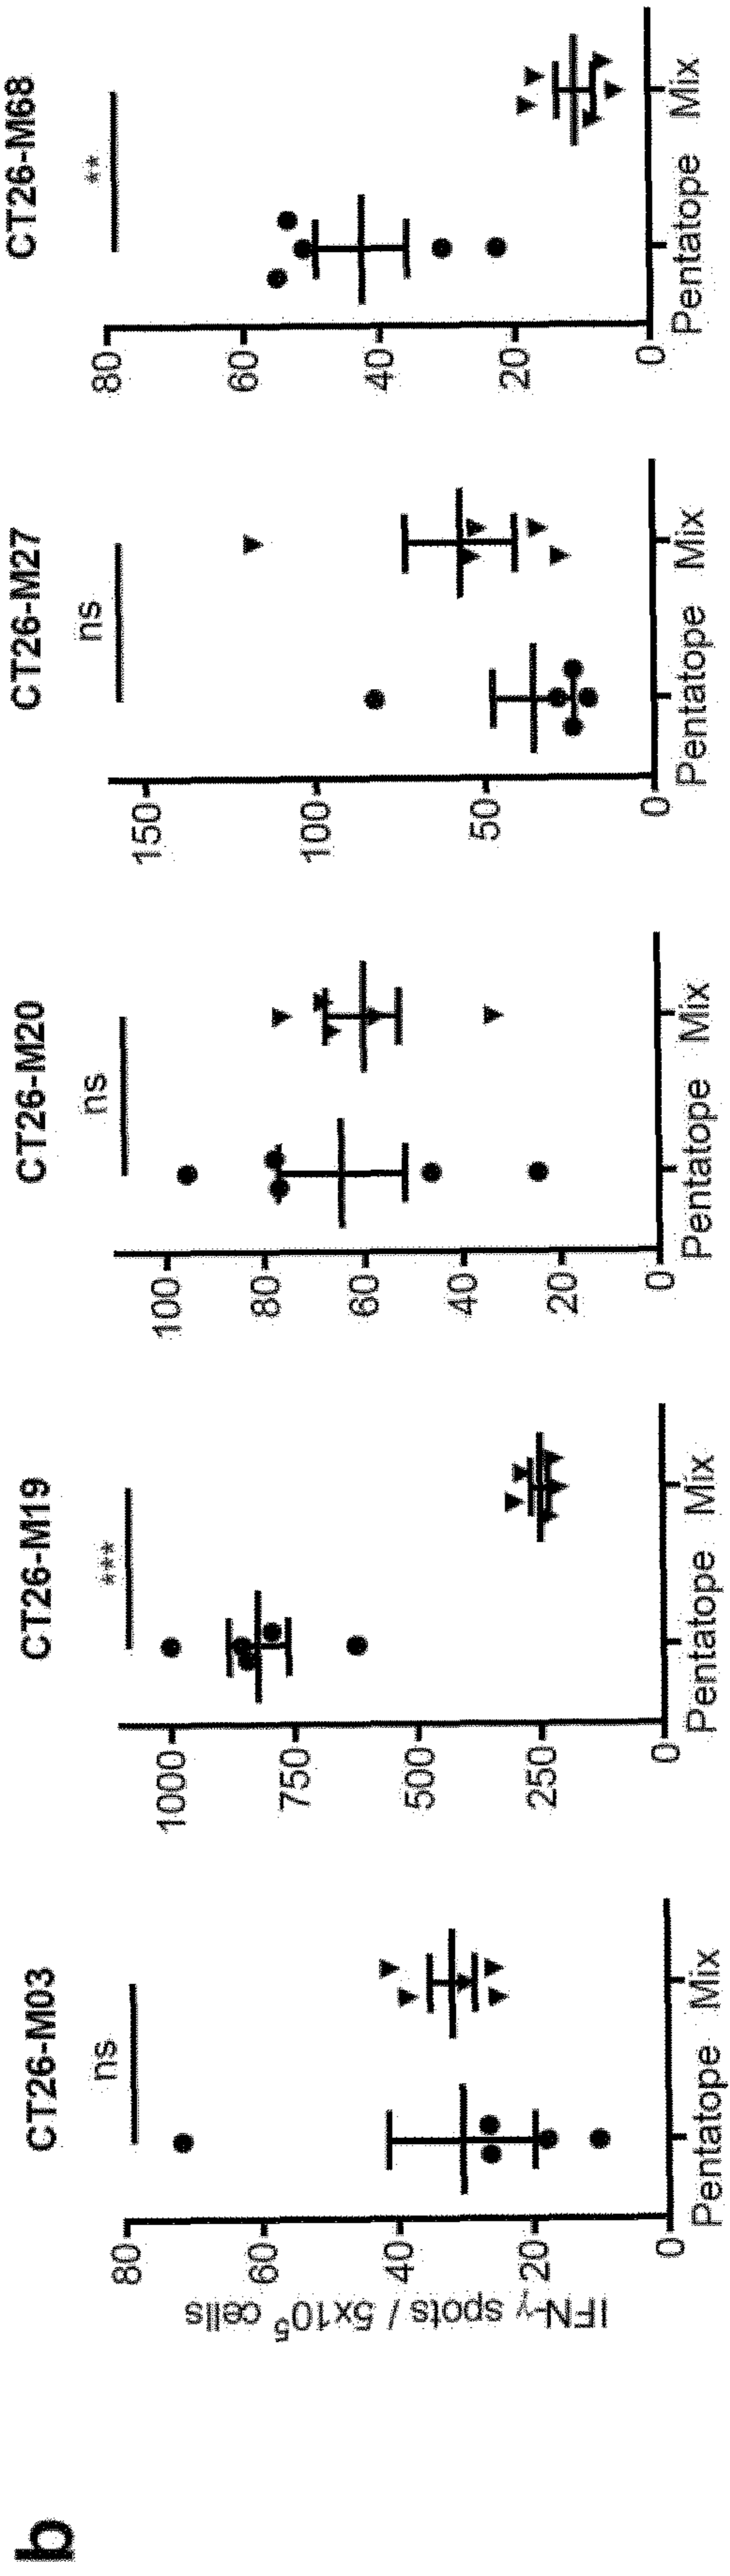 b
IFN-γ spots / 5x10⁵ cells
CT26-M03
ns
80
60
40
20
0
Pentatope Mix
CT26-M19
***
1000
750
500
250
0
Pentatope Mix
CT26-M20
ns
100
80
60
40
20
0
Pentatope Mix
CT26-M27
ns
150
100
50
0
Pentatope Mix
CT26-M68
**
80
60
40
20
0
Pentatope Mix